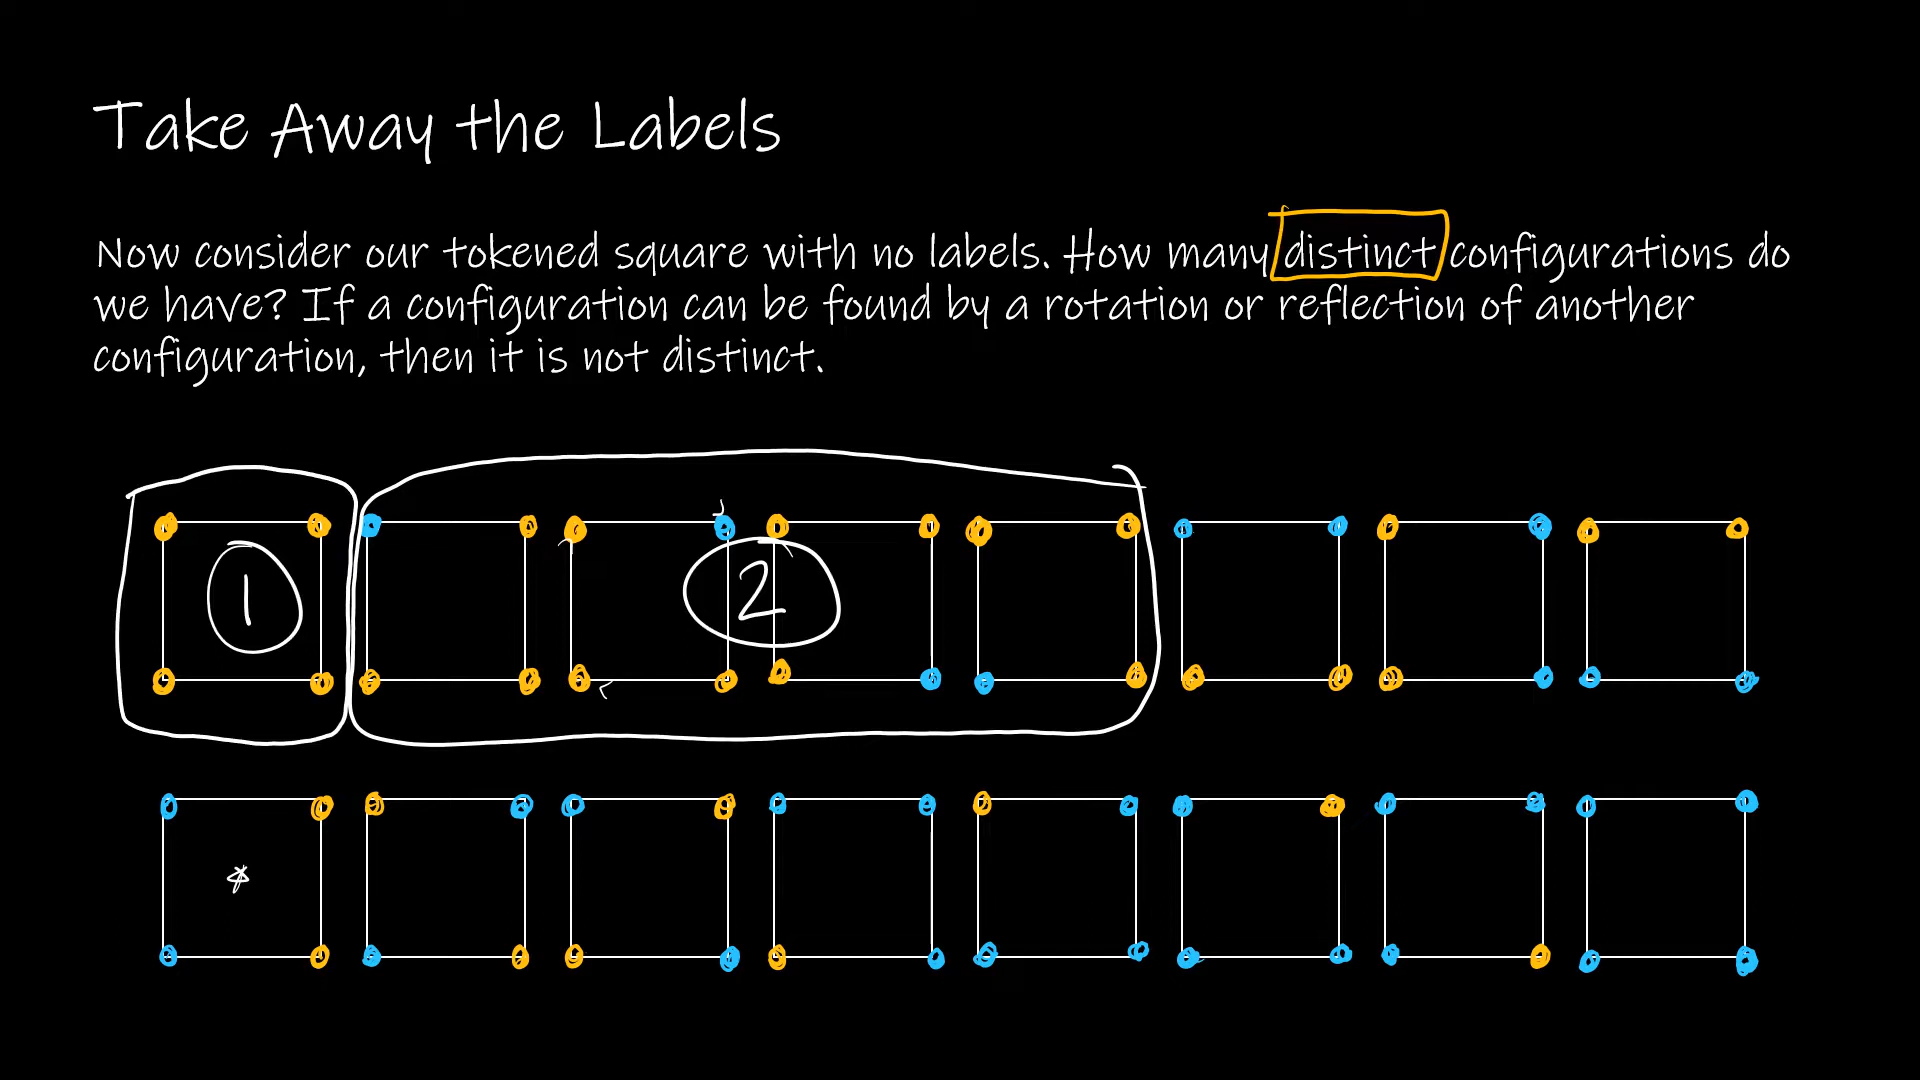 Take Away the Labels
Now consider our tokened square with no labels. How many distinct configurations do
we have? If a configuration can be found by a rotation or reflection of another
configuration, then it is not distinct.
1
2
*